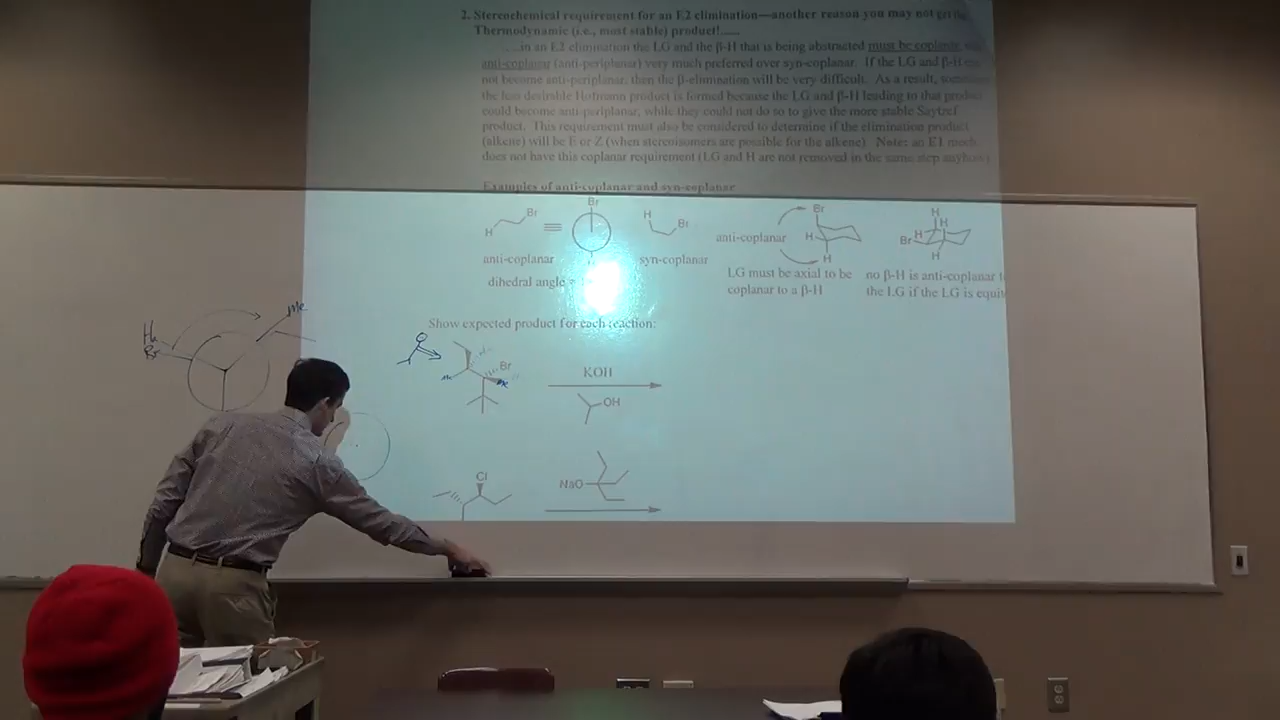 2. Stereochemical requirement for an E2 elimination—another reason you may not get the
Thermodynamic (i.e., most stable) product!......
....in an E2 elimination the LG and the β-H that is being abstracted must be coplanar,
anti-coplanar (anti-periplanar) very much preferred over syn-coplanar. If the LG and β-H
not become anti-periplanar, then the β-elimination will be very difficult. As a result,
the less desirable Hofmann product is formed because the LG and β-H leading to that product
could become anti-periplanar, while they could not do so to give the more stable Saytzef
product. This requirement must also be considered to determine if the elimination product
(alkene) will be E or Z (when stereoisomers are possible for the alkene). Note: an E1 mech
does not have this coplanar requirement (LG and H are not removed in the same step anyhow)
Examples of anti-coplanar and syn-coplanar
Br
H
Br
H
Br
anti-coplanar
Br
H
H
Br
H
H
H
anti-coplanar
syn-coplanar
dihedral angle =
LG must be axial to be
coplanar to a β-H
no β-H is anti-coplanar
the LG if the LG is
Show expected product for each reaction:
Me
Br
Br
KOH
OH
Cl
NaO